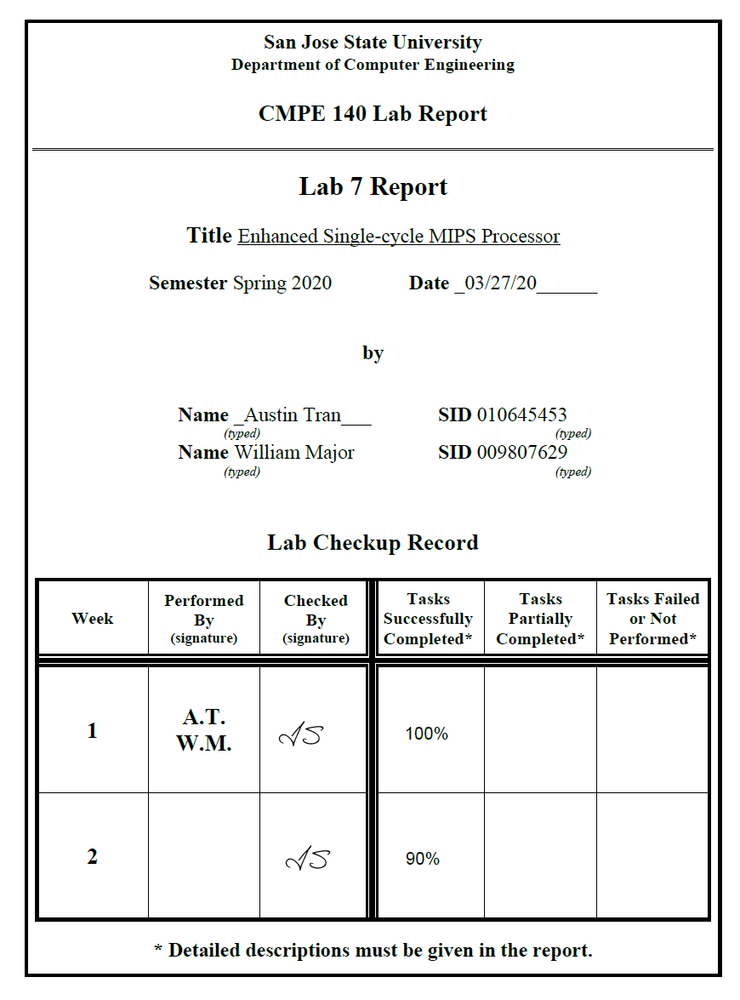 San Jose State University
Department of Computer Engineering
CMPE 140 Lab Report
Lab 7 Report
Title Enhanced Single-cycle MIPS Processor
Semester Spring 2020 Date _03/27/20______
by
Name _Austin Tran___ SID 010645453
(typed) (typed)
Name William Major SID 009807629
(typed) (typed)
Lab Checkup Record
Week
Performed
By
(signature)
Checked
By
(signature)
Tasks
Successfully
Completed*
Tasks
Partially
Completed*
Tasks Failed
or Not
Performed*
1
A.T.
W.M.
AS
100%
2
AS
90%
* Detailed descriptions must be given in the report.